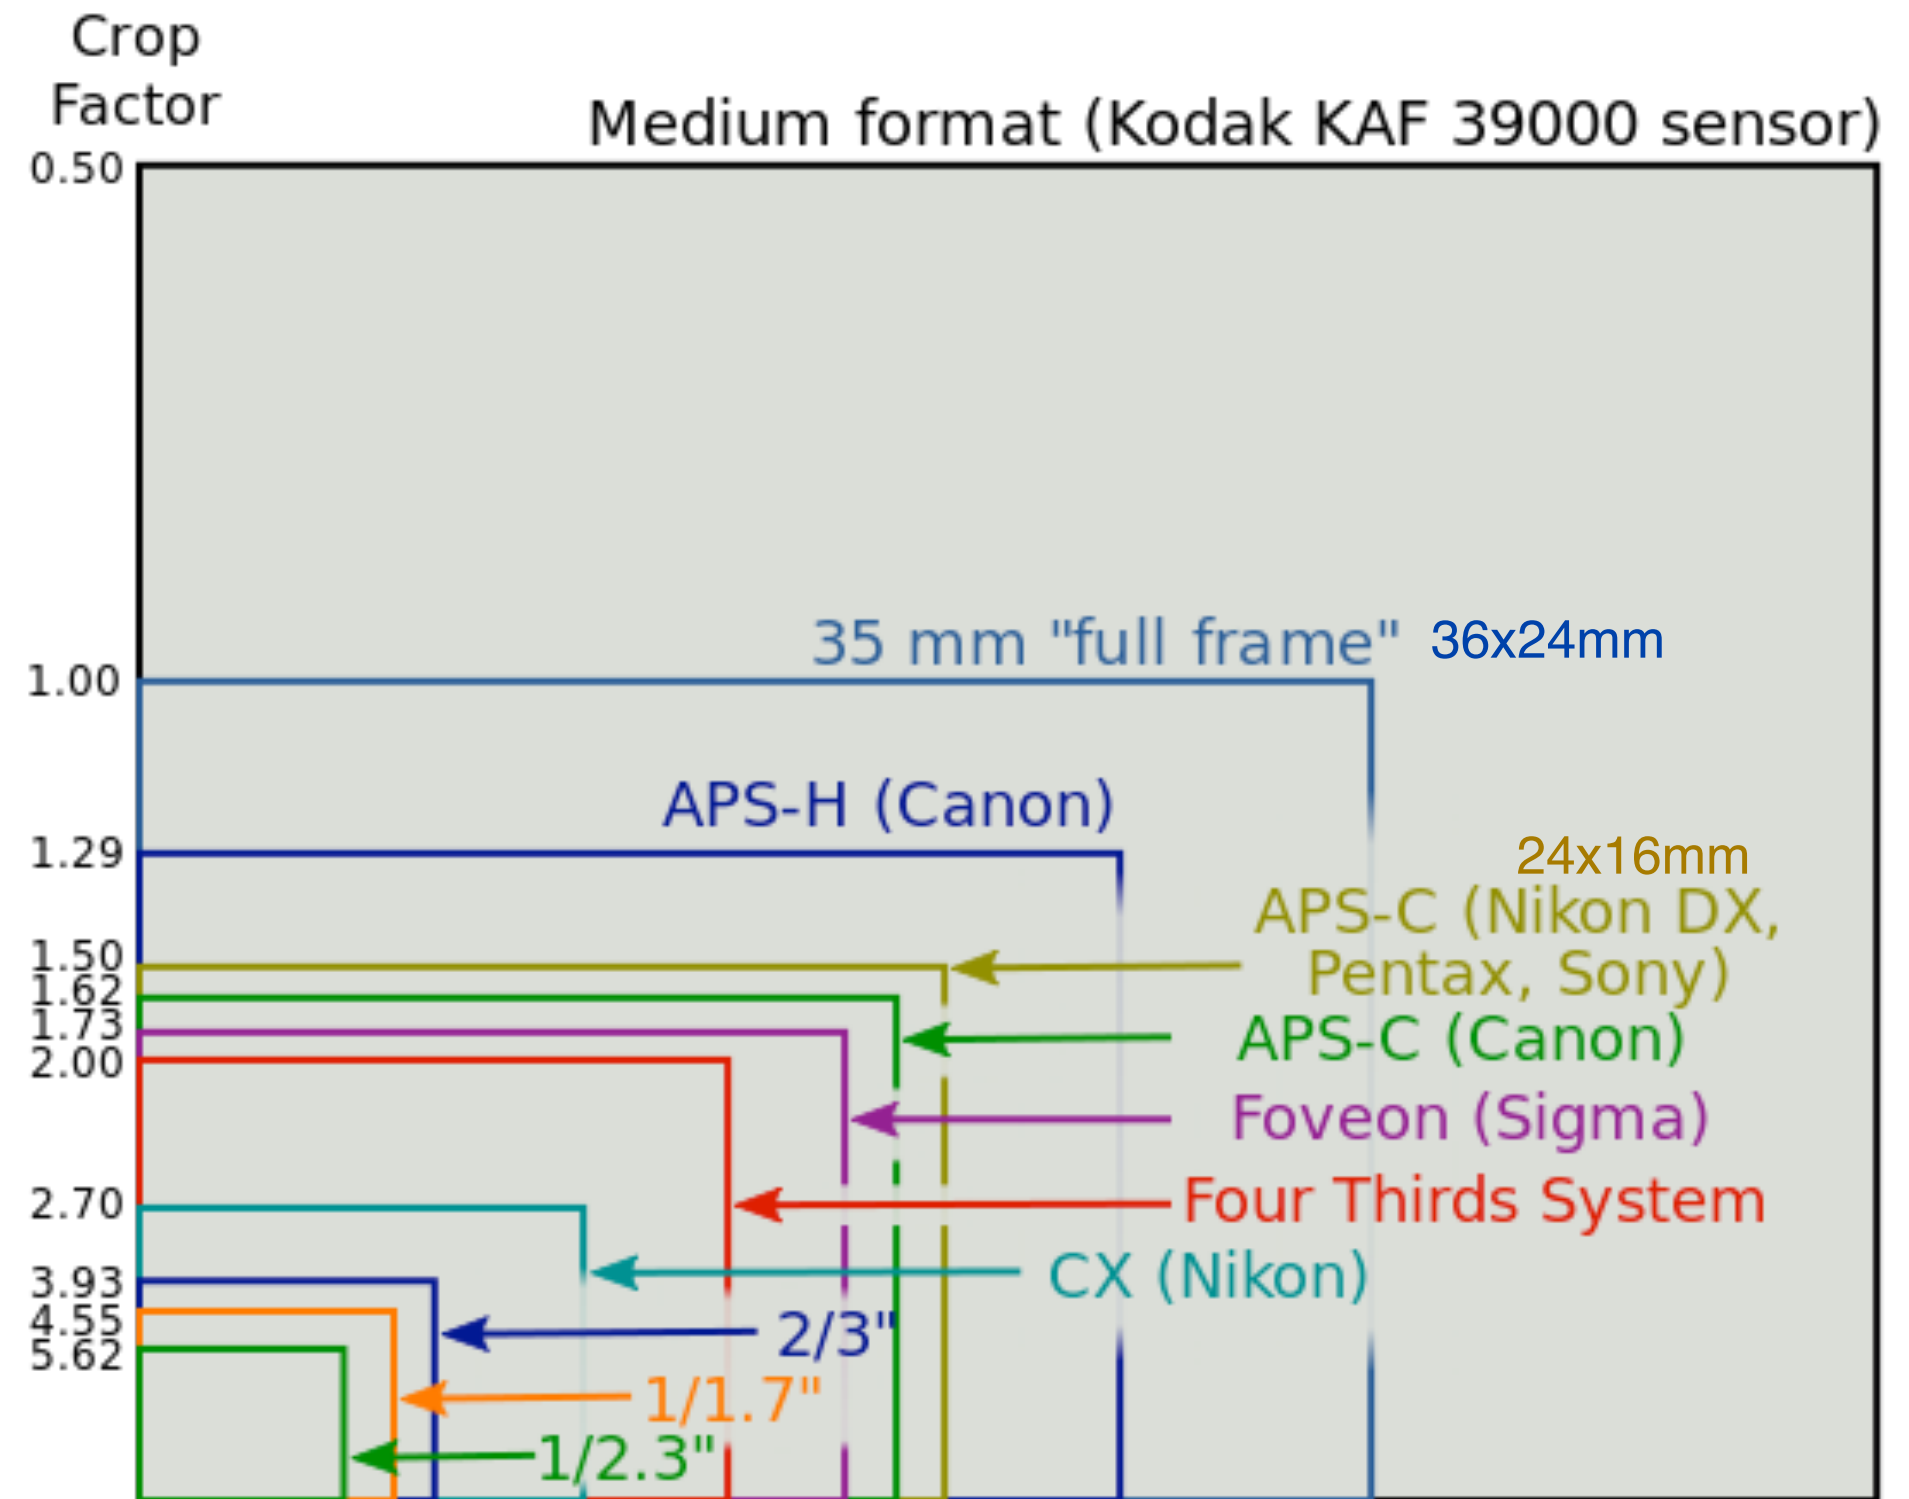 Crop
Factor
Medium format (Kodak KAF 39000 sensor)
0.50
35 mm "full frame" 36x24mm
1.00
APS-H (Canon)
1.29
24x16mm
APS-C (Nikon DX,
Pentax, Sony)
1.50
1.62
1.73
APS-C (Canon)
2.00
Foveon (Sigma)
Four Thirds System
2.70
CX (Nikon)
3.93
4.55
2/3"
5.62
1/1.7"
1/2.3"